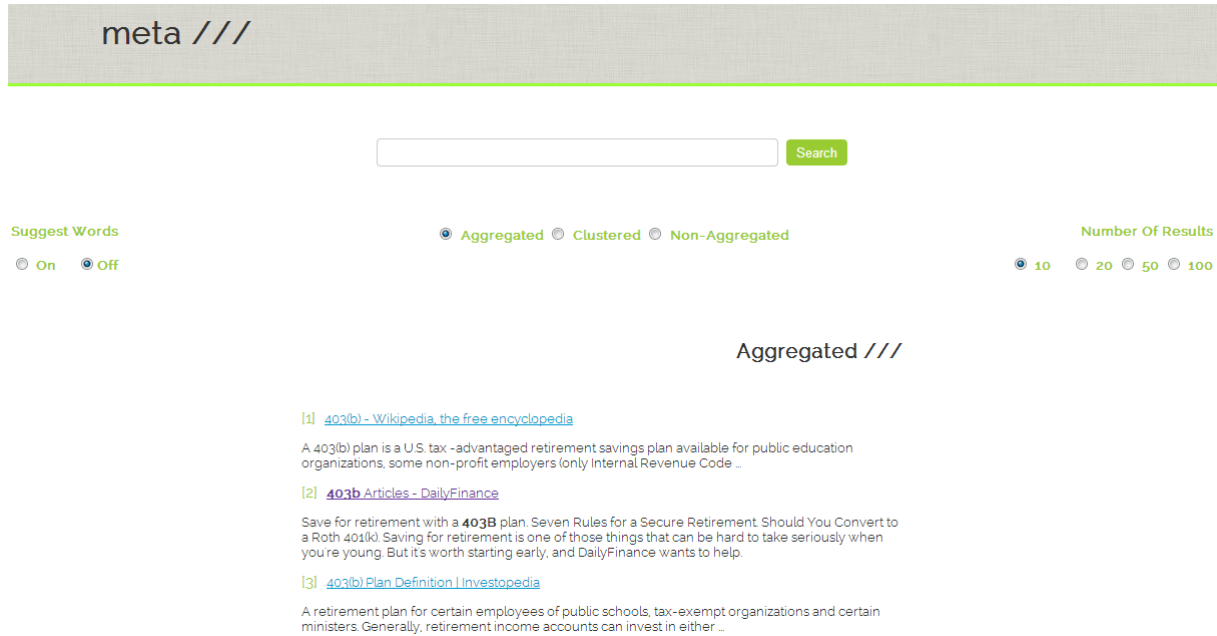 meta ///
Search
Suggest Words
Aggregated Clustered Non-Aggregated
Number Of Results
On Off
10 20 50 100
Aggregated ///
[1] 403(b) - Wikipedia, the free encyclopedia
A 403(b) plan is a U.S. tax -advantaged retirement savings plan available for public education
organizations, some non-profit employers (only Internal Revenue Code ...
[2] 403b Articles - DailyFinance
Save for retirement with a 403B plan. Seven Rules for a Secure Retirement. Should You Convert to
a Roth 401(k). Saving for retirement is one of those things that can be hard to take seriously when
you're young. But it's worth starting early, and DailyFinance wants to help.
[3] 403(b) Plan Definition | Investopedia
A retirement plan for certain employees of public schools, tax-exempt organizations and certain
ministers. Generally, retirement income accounts can invest in either ...